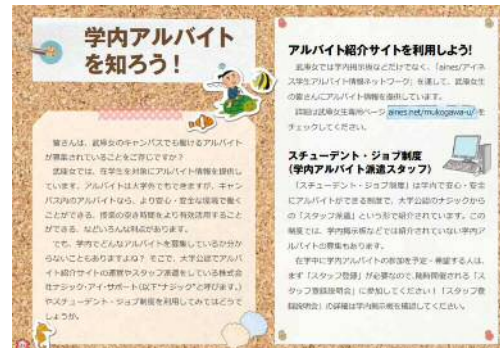 学内アルバイト
を知ろう！
皆さんは、武庫女のキャンパスでも働けるアルバイト
が募集されていることをご存じですか？
武庫女では、在学生を対象にアルバイト情報を提供し
ています。アルバイトは大学外でもできますが、キャン
パス内のアルバイトなら、より安心・安全な環境で働く
ことができる、授業の空き時間をより有効活用すること
ができる、などいろんな利点があります。
でも、学内でどんなアルバイトを募集しているか分か
らないこともありますよね？そこで、大学公認でアルバ
イト紹介サイトの運営やスタッフ派遣をしている株式会
社ナジック・アイ・サポート(以下"ナジック"と呼びます。)
やスチューデント・ジョブ制度を利用してみてはどうで
しょうか。
アルバイト紹介サイトを利用しよう!
武庫女では学内掲示板などだけでなく、「aines/アイネ
ス学生アルバイト情報ネットワーク」を通して、武庫女生
の皆さんにアルバイト情報を提供しています。
詳細は武庫女生専用ページ aines.net/mukogawa-u/ を
チェックしてください。
スチューデント・ジョブ制度
(学内アルバイト派遣スタッフ)
「スチューデント・ジョブ制度」は学内で安心・安全
にアルバイトができる制度で、大学公認のナジックから
の「スタッフ派遣」という形で紹介されています。この
制度では、学内掲示板などでは紹介されていない学内ア
ルバイトの募集もあります。
在学中に学内アルバイトの参加を予定・希望する人は、
まず「スタッフ登録」が必要なので、随時開催される「ス
タッフ登録説明会」に参加してください！「スタッフ登
録説明会」の詳細は学内掲示板を確認してください。